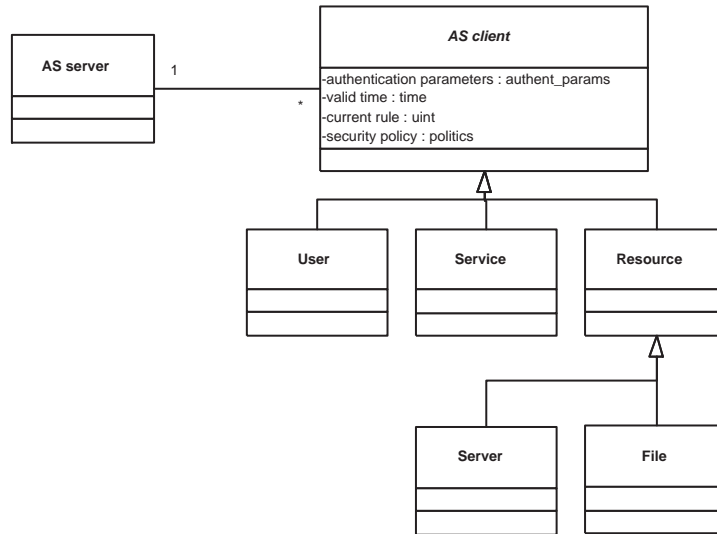 AS client
AS server
1
*
-authentication parameters : authent_params
-valid time : time
-current rule : uint
-security policy : politics
User
Service
Resource
Server
File